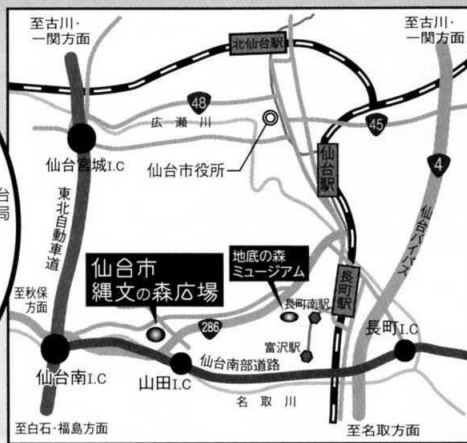 至古川・
一関方面
至古川・
一関方面
北仙台駅
48
広瀬川
45
仙台市役所
仙台宮城I.C
仙台駅
4
仙台バイパス
東北自動車道
台
局
仙台市
縄文の森広場
地底の森
ミュージアム
長町駅
至秋保
方面
286
長町南駅
富沢駅
長町I.C
仙台南I.C
山田I.C
仙台南部道路
名取川
至白石・福島方面
至名取方面